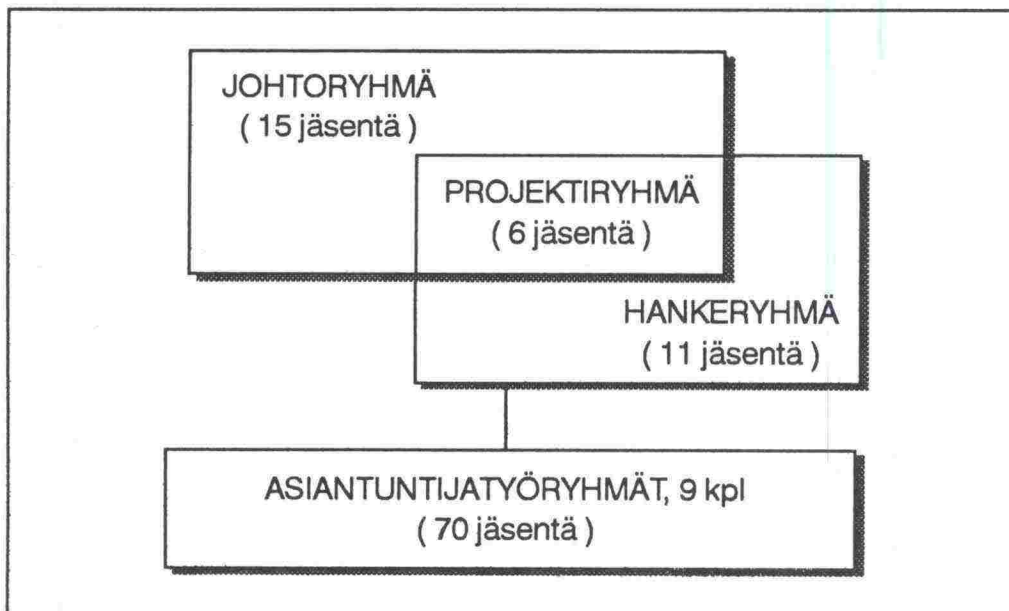 JOHTORYHMÄ
( 15 jäsentä )
PROJEKTIRYHMÄ
( 6 jäsentä )
HANKERYHMÄ
( 11 jäsentä )
ASIANTUNTIJATYÖRYHMÄT, 9 kpl
( 70 jäsentä )